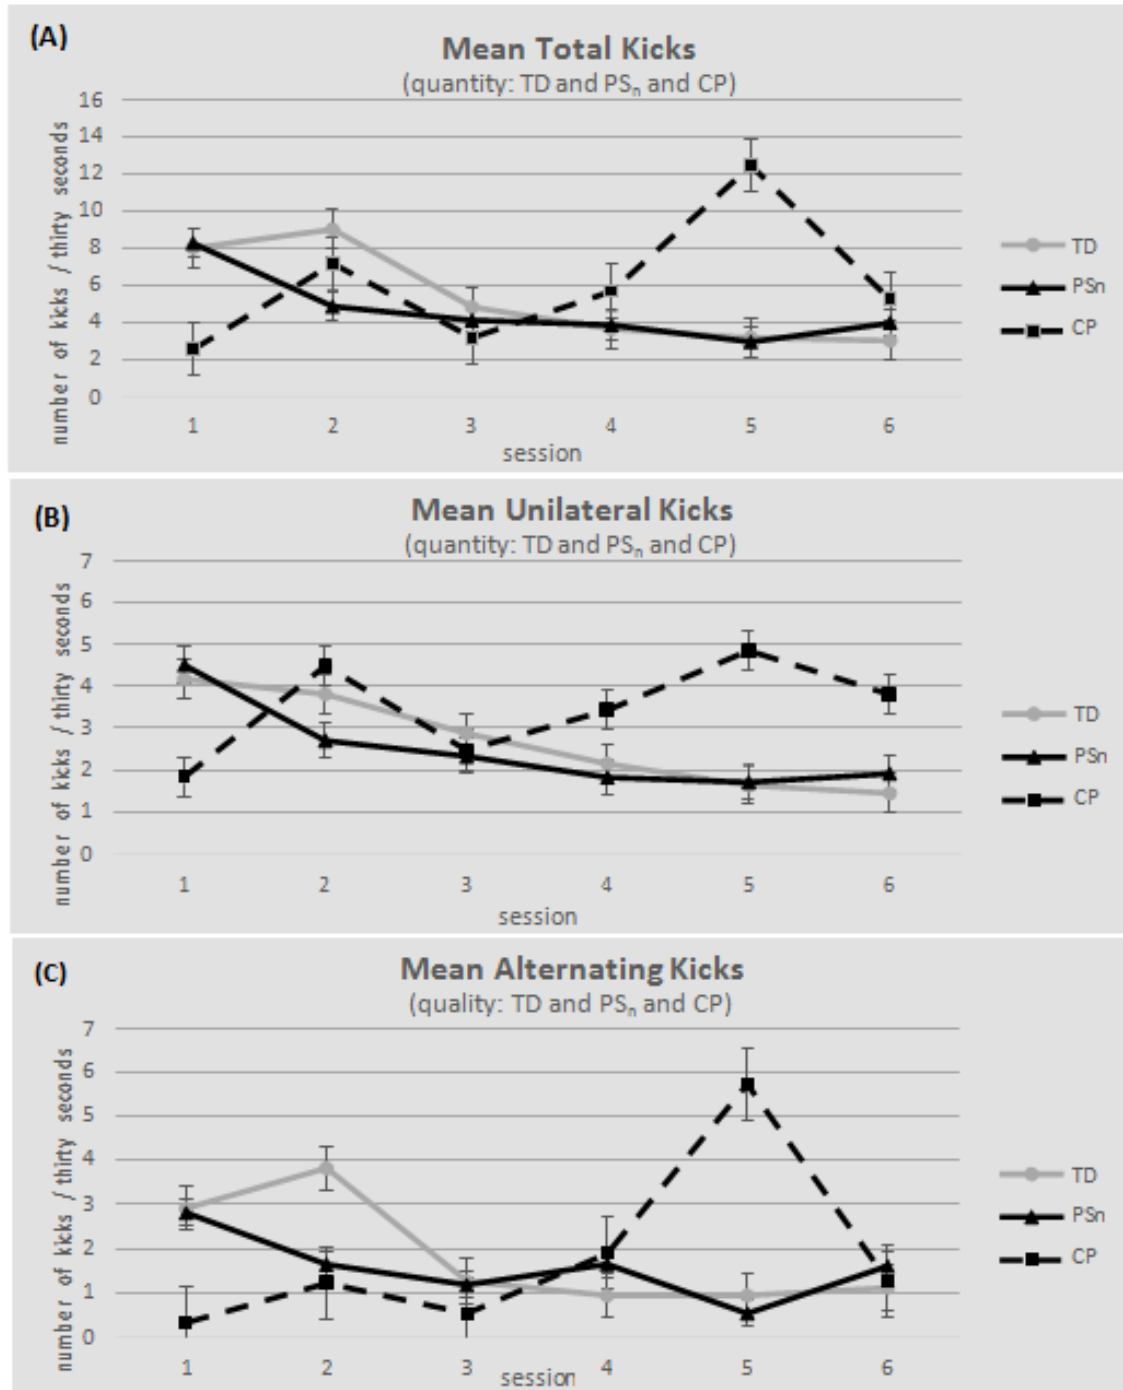 (A)
Mean Total Kicks
(quantity: TD and PSn and CP)
number of kicks / thirty seconds
16
14
12
10
8
6
4
2
0
1 2 3 4 5 6
session
TD
PSn
CP
(B)
Mean Unilateral Kicks
(quantity: TD and PSn and CP)
number of kicks / thirty seconds
7
6
5
4
3
2
1
0
1 2 3 4 5 6
session
TD
PSn
CP
(C)
Mean Alternating Kicks
(quality: TD and PSn and CP)
number of kicks / thirty seconds
7
6
5
4
3
2
1
0
1 2 3 4 5 6
session
TD
PSn
CP